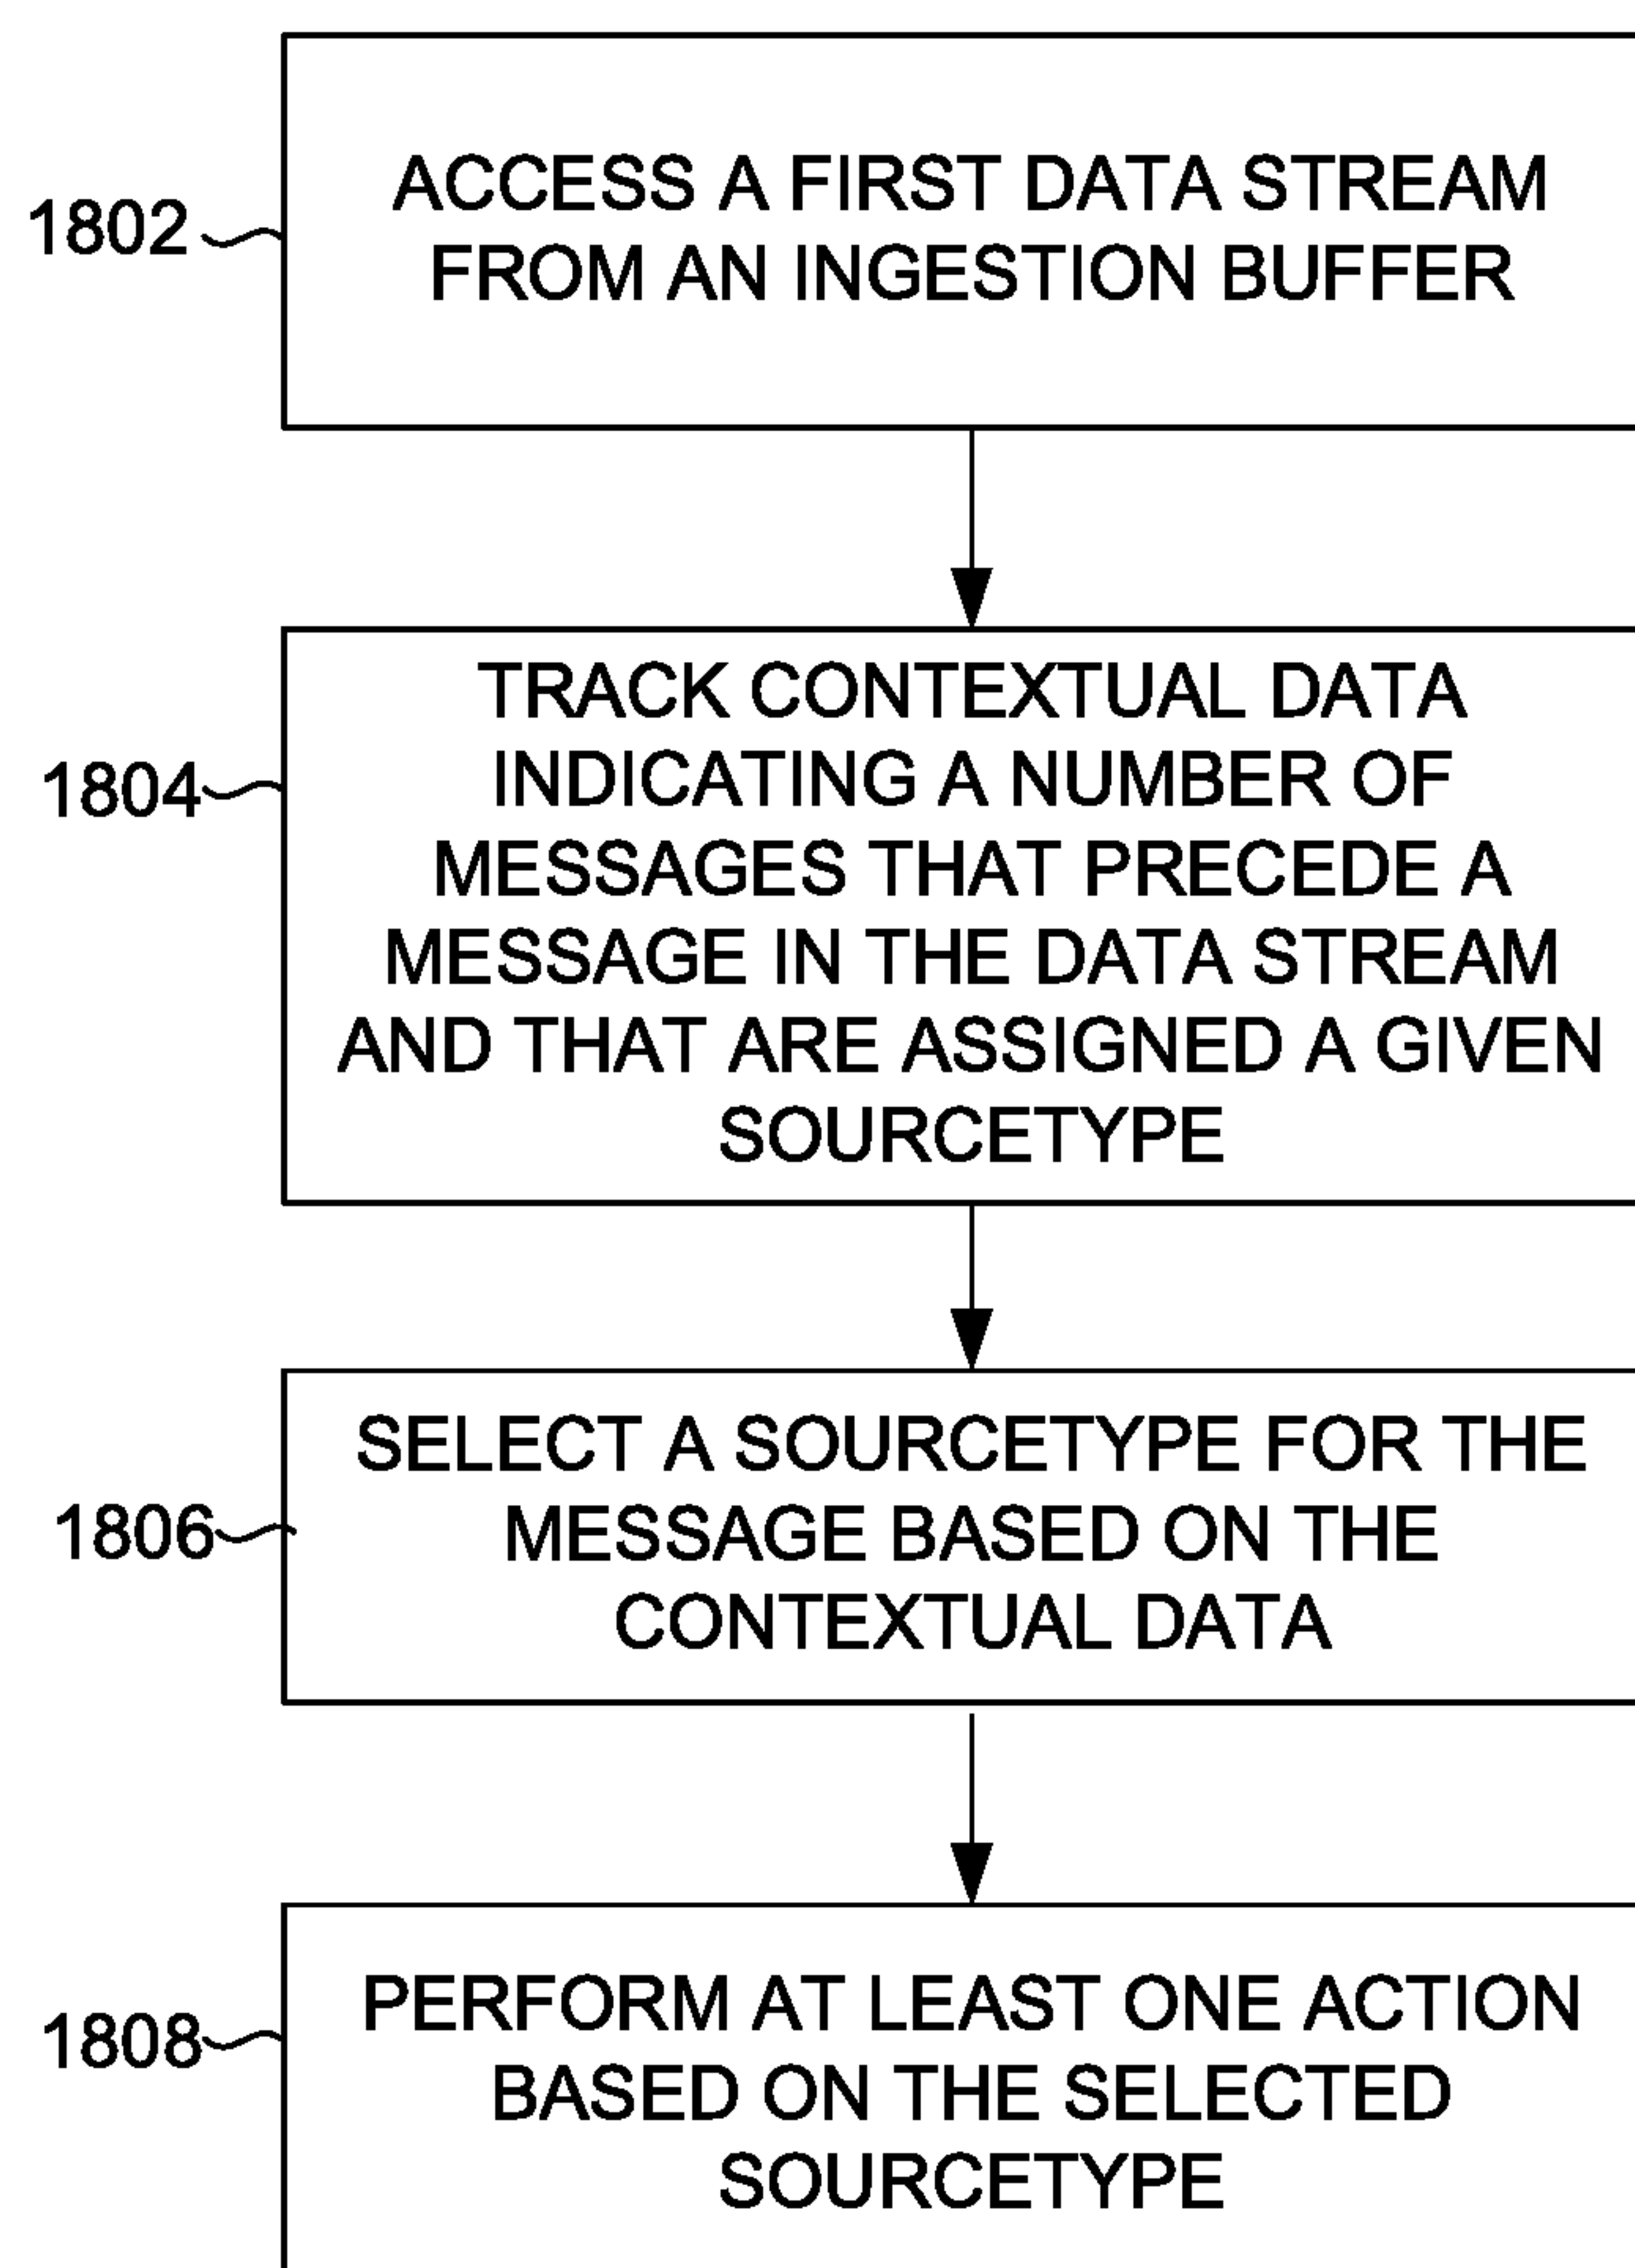 1802
ACCESS A FIRST DATA STREAM
FROM AN INGESTION BUFFER
1804
TRACK CONTEXTUAL DATA
INDICATING A NUMBER OF
MESSAGES THAT PRECEDE A
MESSAGE IN THE DATA STREAM
AND THAT ARE ASSIGNED A GIVEN
SOURCETYPE
1806
SELECT A SOURCETYPE FOR THE
MESSAGE BASED ON THE
CONTEXTUAL DATA
1808
PERFORM AT LEAST ONE ACTION
BASED ON THE SELECTED
SOURCETYPE